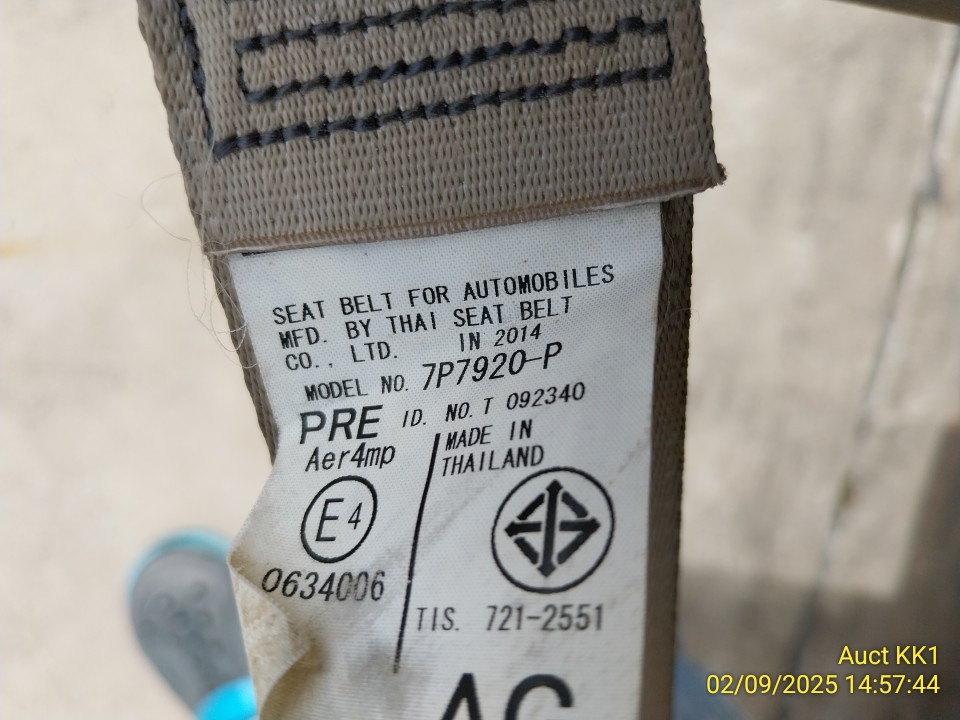 SEAT BELT FOR AUTOMOBILES
MFD. BY THAI SEAT BELT
CO., LTD. IN 2014
MODEL NO. 7P7920-P
PRE ID. NO. T 092340
Aer4mp
MADE IN
THAILAND
E4
0634006
TIS. 721-2551
AC
Auct KK1
02/09/2025 14:57:44